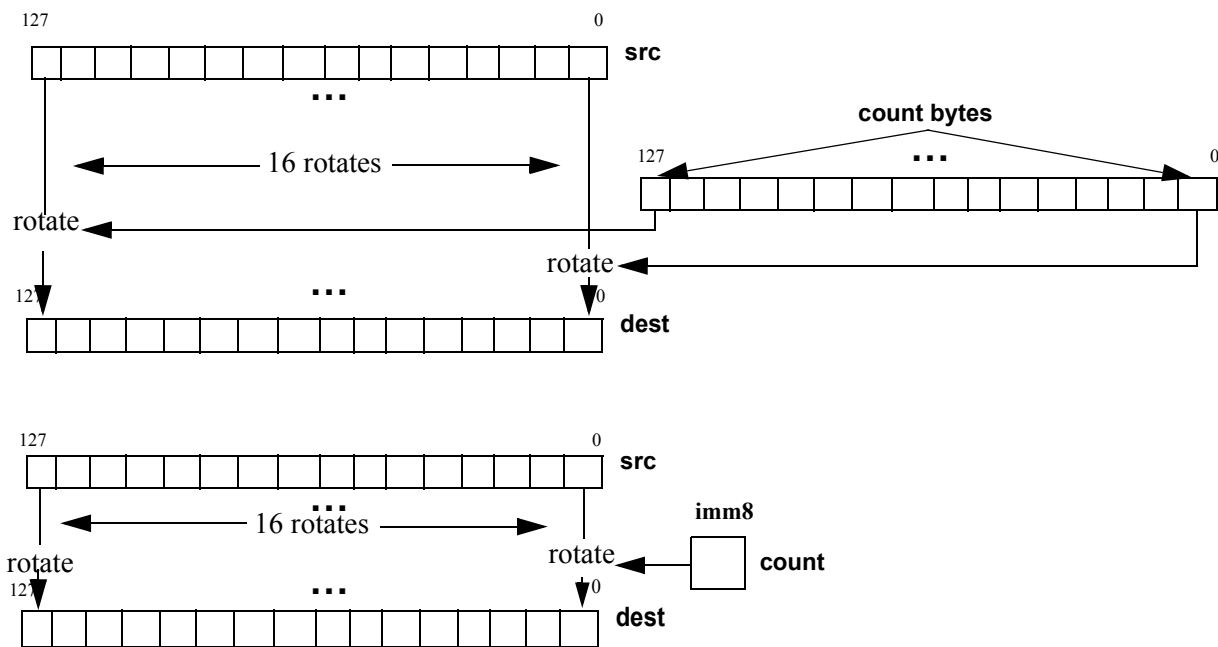 127 0
src
...
count bytes
16 rotates
127 ... 0
rotate
rotate
...
127 0
dest
127 0
src
...
16 rotates
imm8
rotate rotate
count
127 ... 0
dest